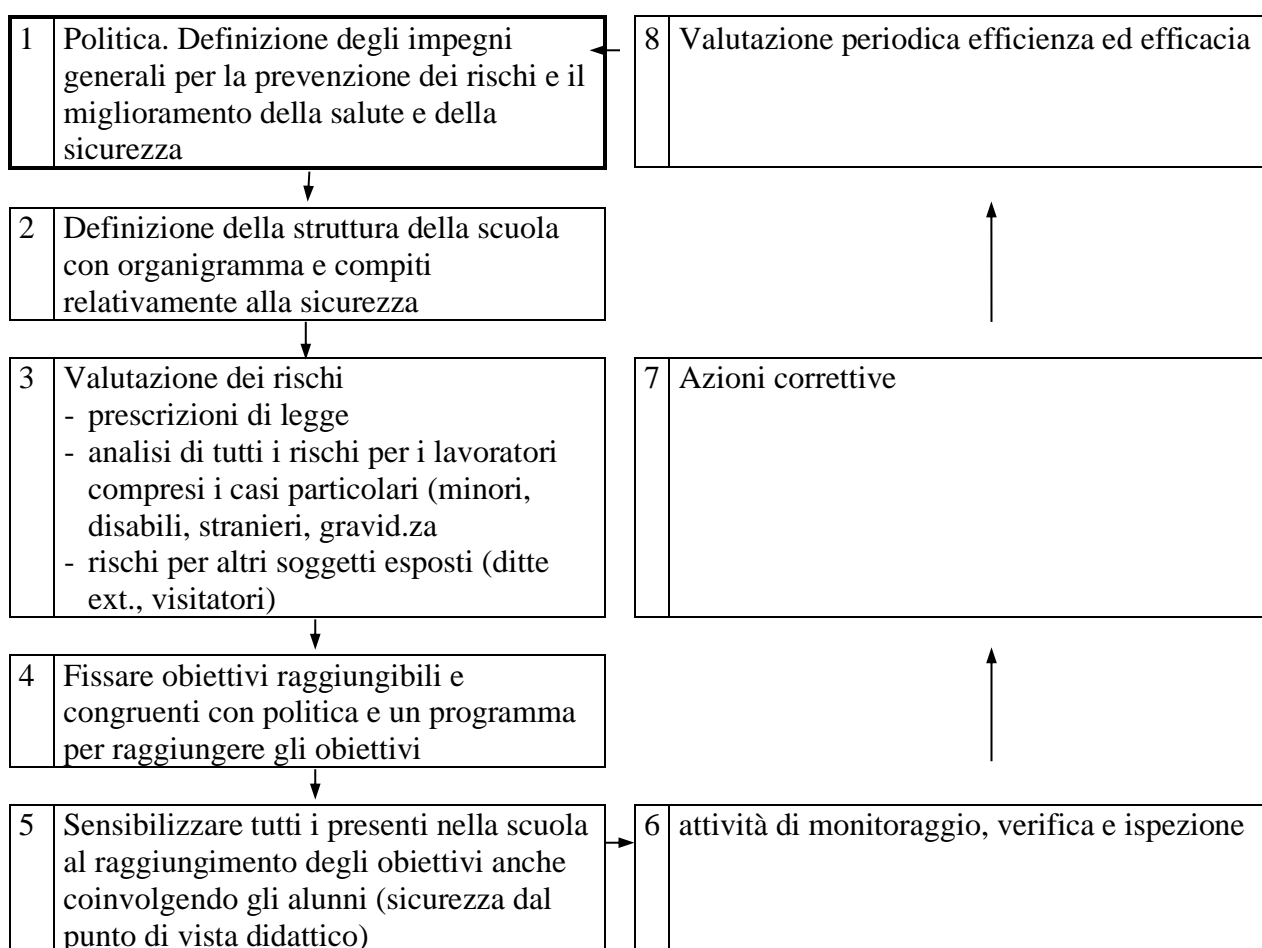 1 Politica. Definizione degli impegni
generali per la prevenzione dei rischi e il
miglioramento della salute e della
sicurezza
2 Definizione della struttura della scuola
con organigramma e compiti
relativamente alla sicurezza
3 Valutazione dei rischi
- prescrizioni di legge
- analisi di tutti i rischi per i lavoratori
compresi i casi particolari (minori,
disabili, stranieri, gravid.za
- rischi per altri soggetti esposti (ditte
ext., visitatori)
4 Fissare obiettivi raggiungibili e
congruenti con politica e un programma
per raggiungere gli obiettivi
5 Sensibilizzare tutti i presenti nella scuola
al raggiungimento degli obiettivi anche
coinvolgendo gli alunni (sicurezza dal
punto di vista didattico)
6 attività di monitoraggio, verifica e ispezione
7 Azioni correttive
8 Valutazione periodica efficienza ed efficacia